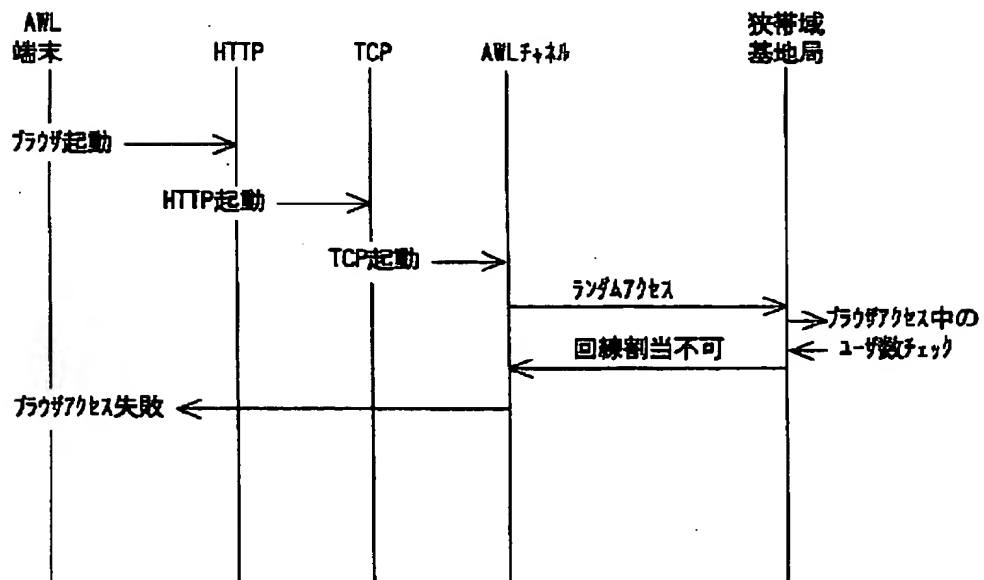 AWL
端末
HTTP
TCP
AWLチャネル
狭帯域
基地局
ブラウザ起動
HTTP起動
TCP起動
ランダムアクセス
ブラウザアクセス中の
ユーザ数チェック
回線割当不可
ブラウザアクセス失敗